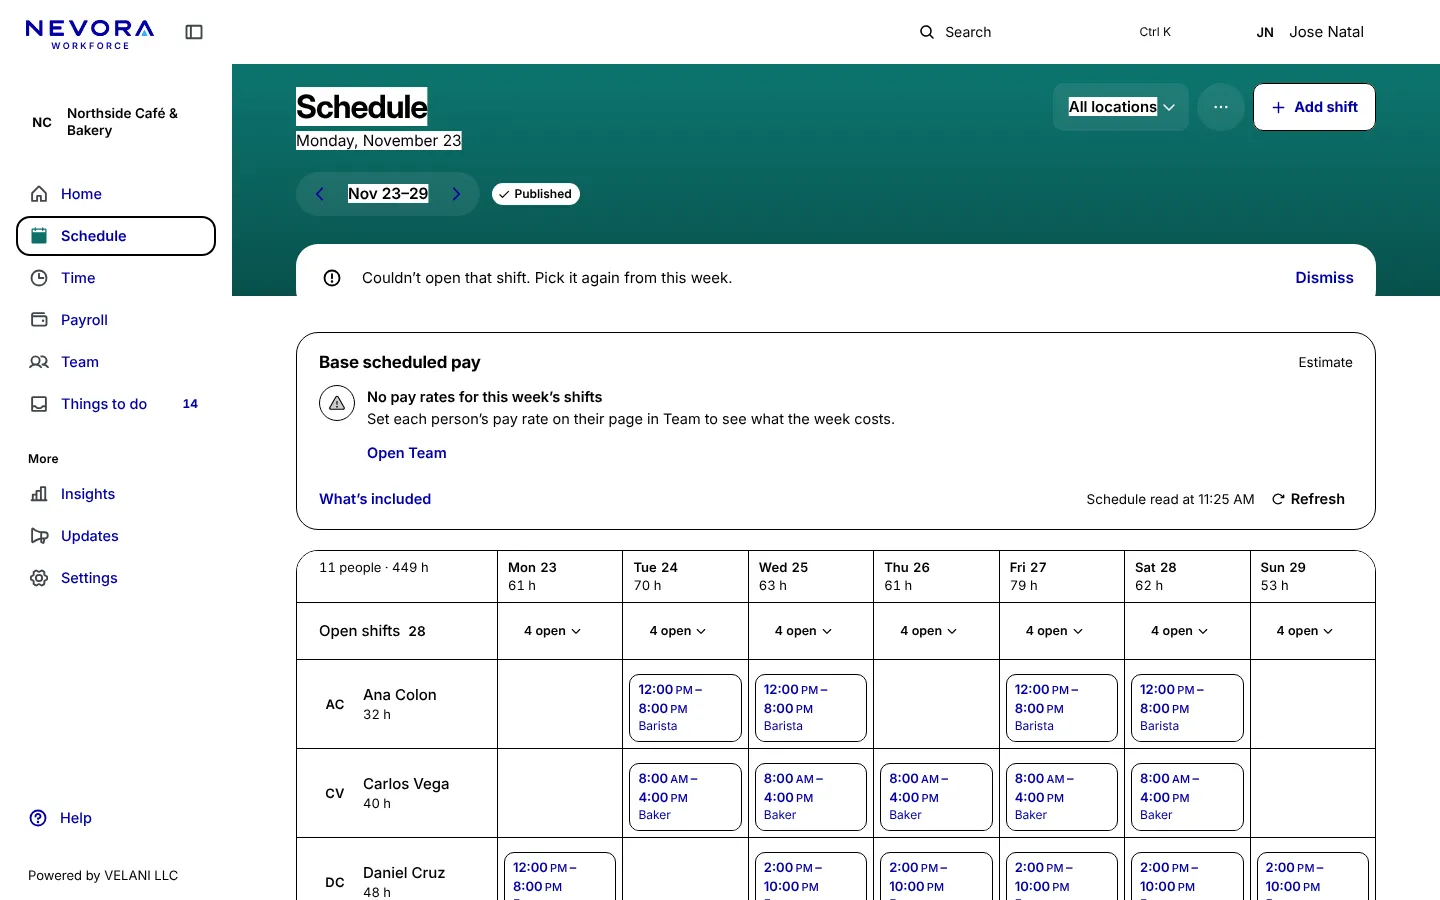 NEVORA
WORKFORCE
Search
Ctrl K
JN
Jose Natal
NC
Northside Café &
Bakery
Home
Schedule
Time
Payroll
Team
Things to do 14
More
Insights
Updates
Settings
Help
Powered by VELANI LLC
Schedule
Monday, November 23
All locations
Add shift
Nov 23–29
Published
Couldn’t open that shift. Pick it again from this week.
Dismiss
Base scheduled pay
Estimate
No pay rates for this week’s shifts
Set each person’s pay rate on their page in Team to see what the week costs.
Open Team
What’s included
Schedule read at 11:25 AM
Refresh
11 people · 449 h
Mon 23
61 h
Tue 24
70 h
Wed 25
63 h
Thu 26
61 h
Fri 27
79 h
Sat 28
62 h
Sun 29
53 h
Open shifts 28
4 open
4 open
4 open
4 open
4 open
4 open
4 open
AC
Ana Colon
32 h
12:00 PM –
8:00 PM
Barista
12:00 PM –
8:00 PM
Barista
12:00 PM –
8:00 PM
Barista
12:00 PM –
8:00 PM
Barista
CV
Carlos Vega
40 h
8:00 AM –
4:00 PM
Baker
8:00 AM –
4:00 PM
Baker
8:00 AM –
4:00 PM
Baker
8:00 AM –
4:00 PM
Baker
8:00 AM –
4:00 PM
Baker
DC
Daniel Cruz
48 h
12:00 PM –
8:00 PM
2:00 PM –
10:00 PM
2:00 PM –
10:00 PM
2:00 PM –
10:00 PM
2:00 PM –
10:00 PM
2:00 PM –
10:00 PM